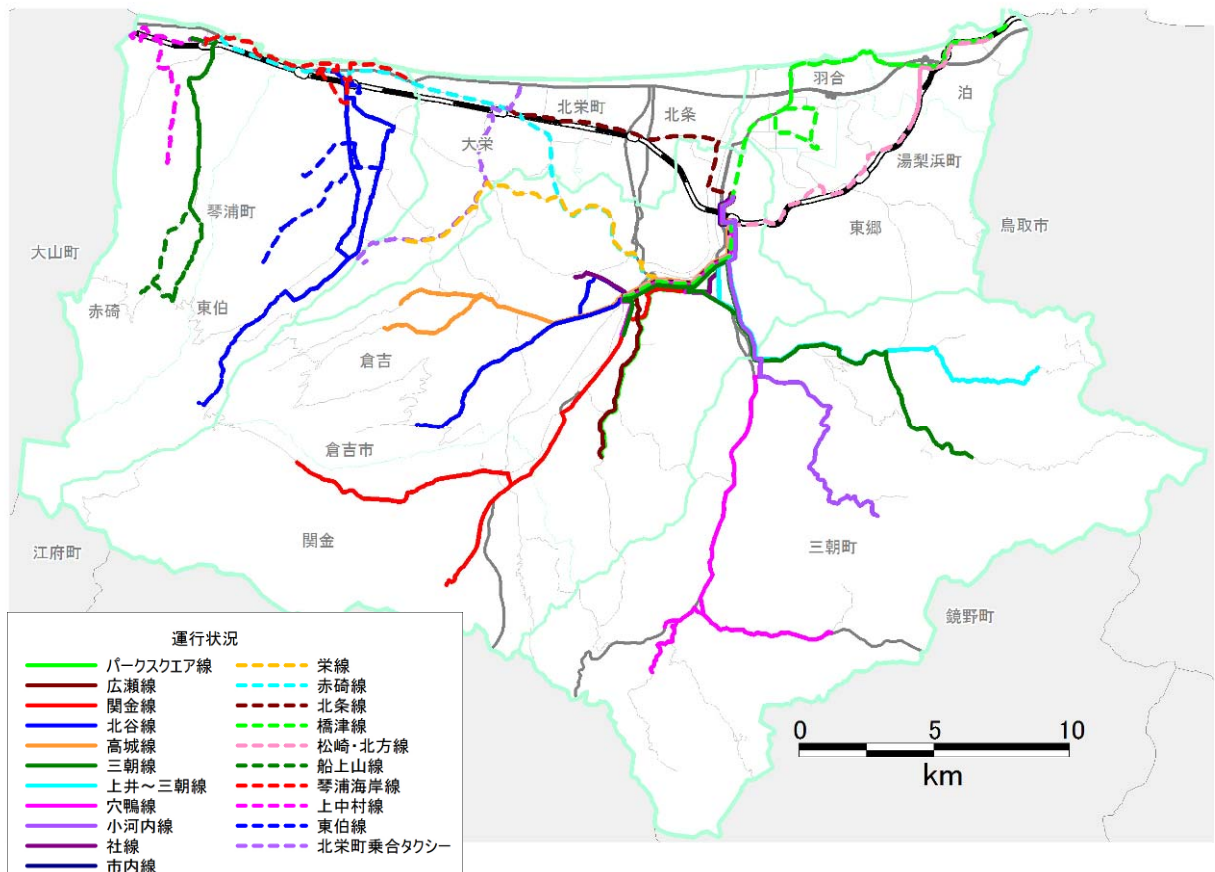 羽合
泊
北栄町
北条
大栄
湯梨浜町
琴浦町
東郷
鳥取市
大山町
赤碕
東伯
倉吉
倉吉市
関金
三朝町
江府町
鏡野町
0 5 10
km
運行状況
パークスクエア線 栄線
広瀬線 赤碕線
関金線 北条線
北谷線 橋津線
高城線 松崎・北方線
三朝線 船上山線
上井～三朝線 琴浦海岸線
穴鴨線 上中村線
小河内線 東伯線
社線 北栄町乗合タクシー
市内線